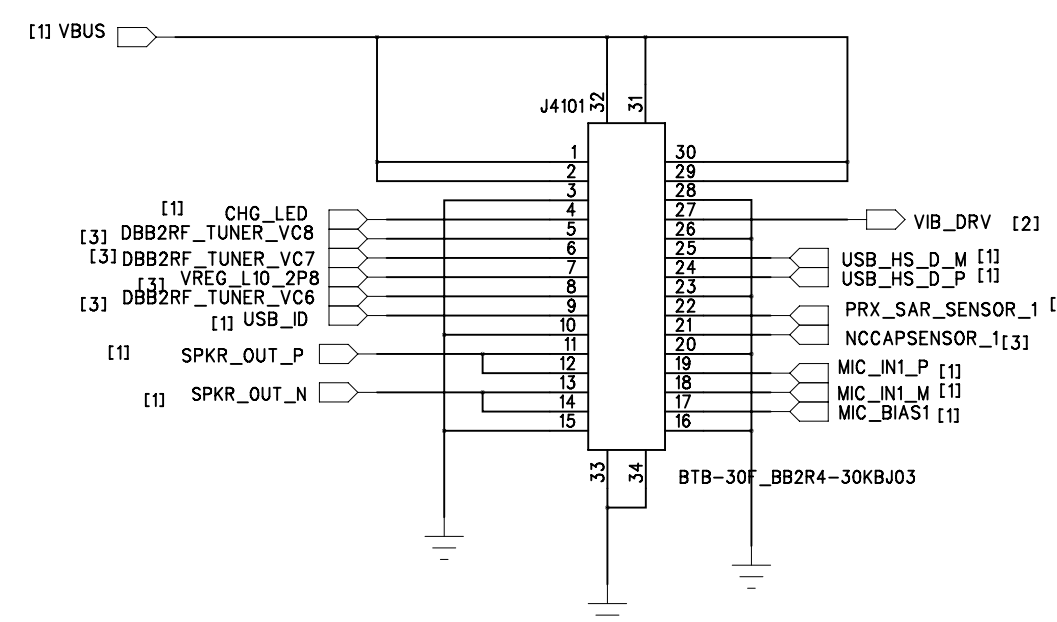 [1] VBUS
J4101
32
31
1
30
2
29
3
28
[1] CHG_LED
4
27
VIB_DRV [2]
[3] DBB2RF_TUNER_VC8
5
26
[3] DBB2RF_TUNER_VC7
6
25
USB_HS_D_M [1]
[3] VREG_L10_2P8
7
24
USB_HS_D_P [1]
[3] DBB2RF_TUNER_VC6
8
23
[1] USB_ID
9
22
PRX_SAR_SENSOR_1 [
10
21
NCCAPSENSOR_1[3]
[1] SPKR_OUT_P
11
20
12
19
MIC_IN1_P [1]
[1] SPKR_OUT_N
13
18
MIC_IN1_M [1]
14
17
MIC_BIAS1 [1]
15
16
33
34
BTB-30F_BB2R4-30KBJ03